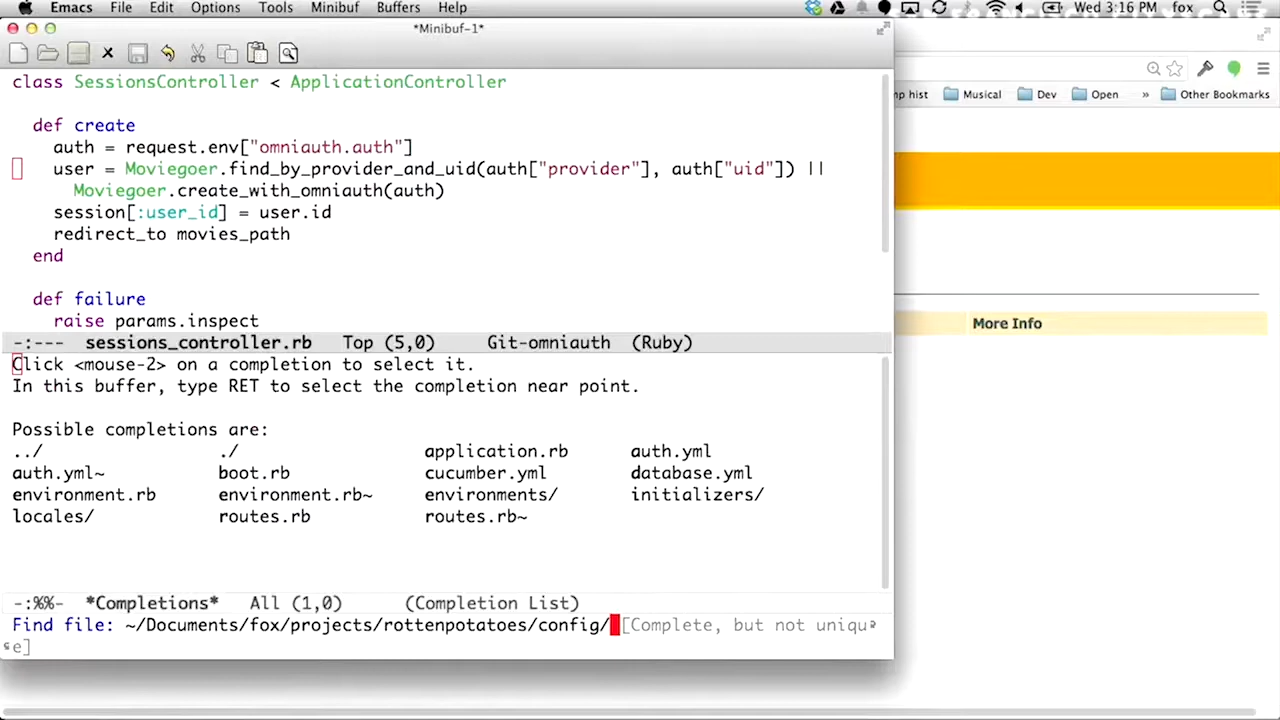 Emacs File Edit Options Tools Minibuf Buffers Help Wed 3:16 PM fox
*Minibuf-1*
class SessionsController < ApplicationController
def create
auth = request.env["omniauth.auth"]
user = Moviegoer.find_by_provider_and_uid(auth["provider"], auth["uid"]) ||
Moviegoer.create_with_omniauth(auth)
session[:user_id] = user.id
redirect_to movies_path
end
def failure
raise params.inspect
-:--- sessions_controller.rb Top (5,0) Git-omniauth (Ruby)
Click <mouse-2> on a completion to select it.
In this buffer, type RET to select the completion near point.
Possible completions are:
../ ./ application.rb auth.yml
auth.yml~ boot.rb cucumber.yml database.yml
environment.rb environment.rb~ environments/ initializers/
locales/ routes.rb routes.rb~
-:%%- *Completions* All (1,0) (Completion List)
Find file: ~/Documents/fox/projects/rottenpotatoes/config/ [Complete, but not uniqu
e]
mp hist Musical Dev Open » Other Bookmarks
More Info